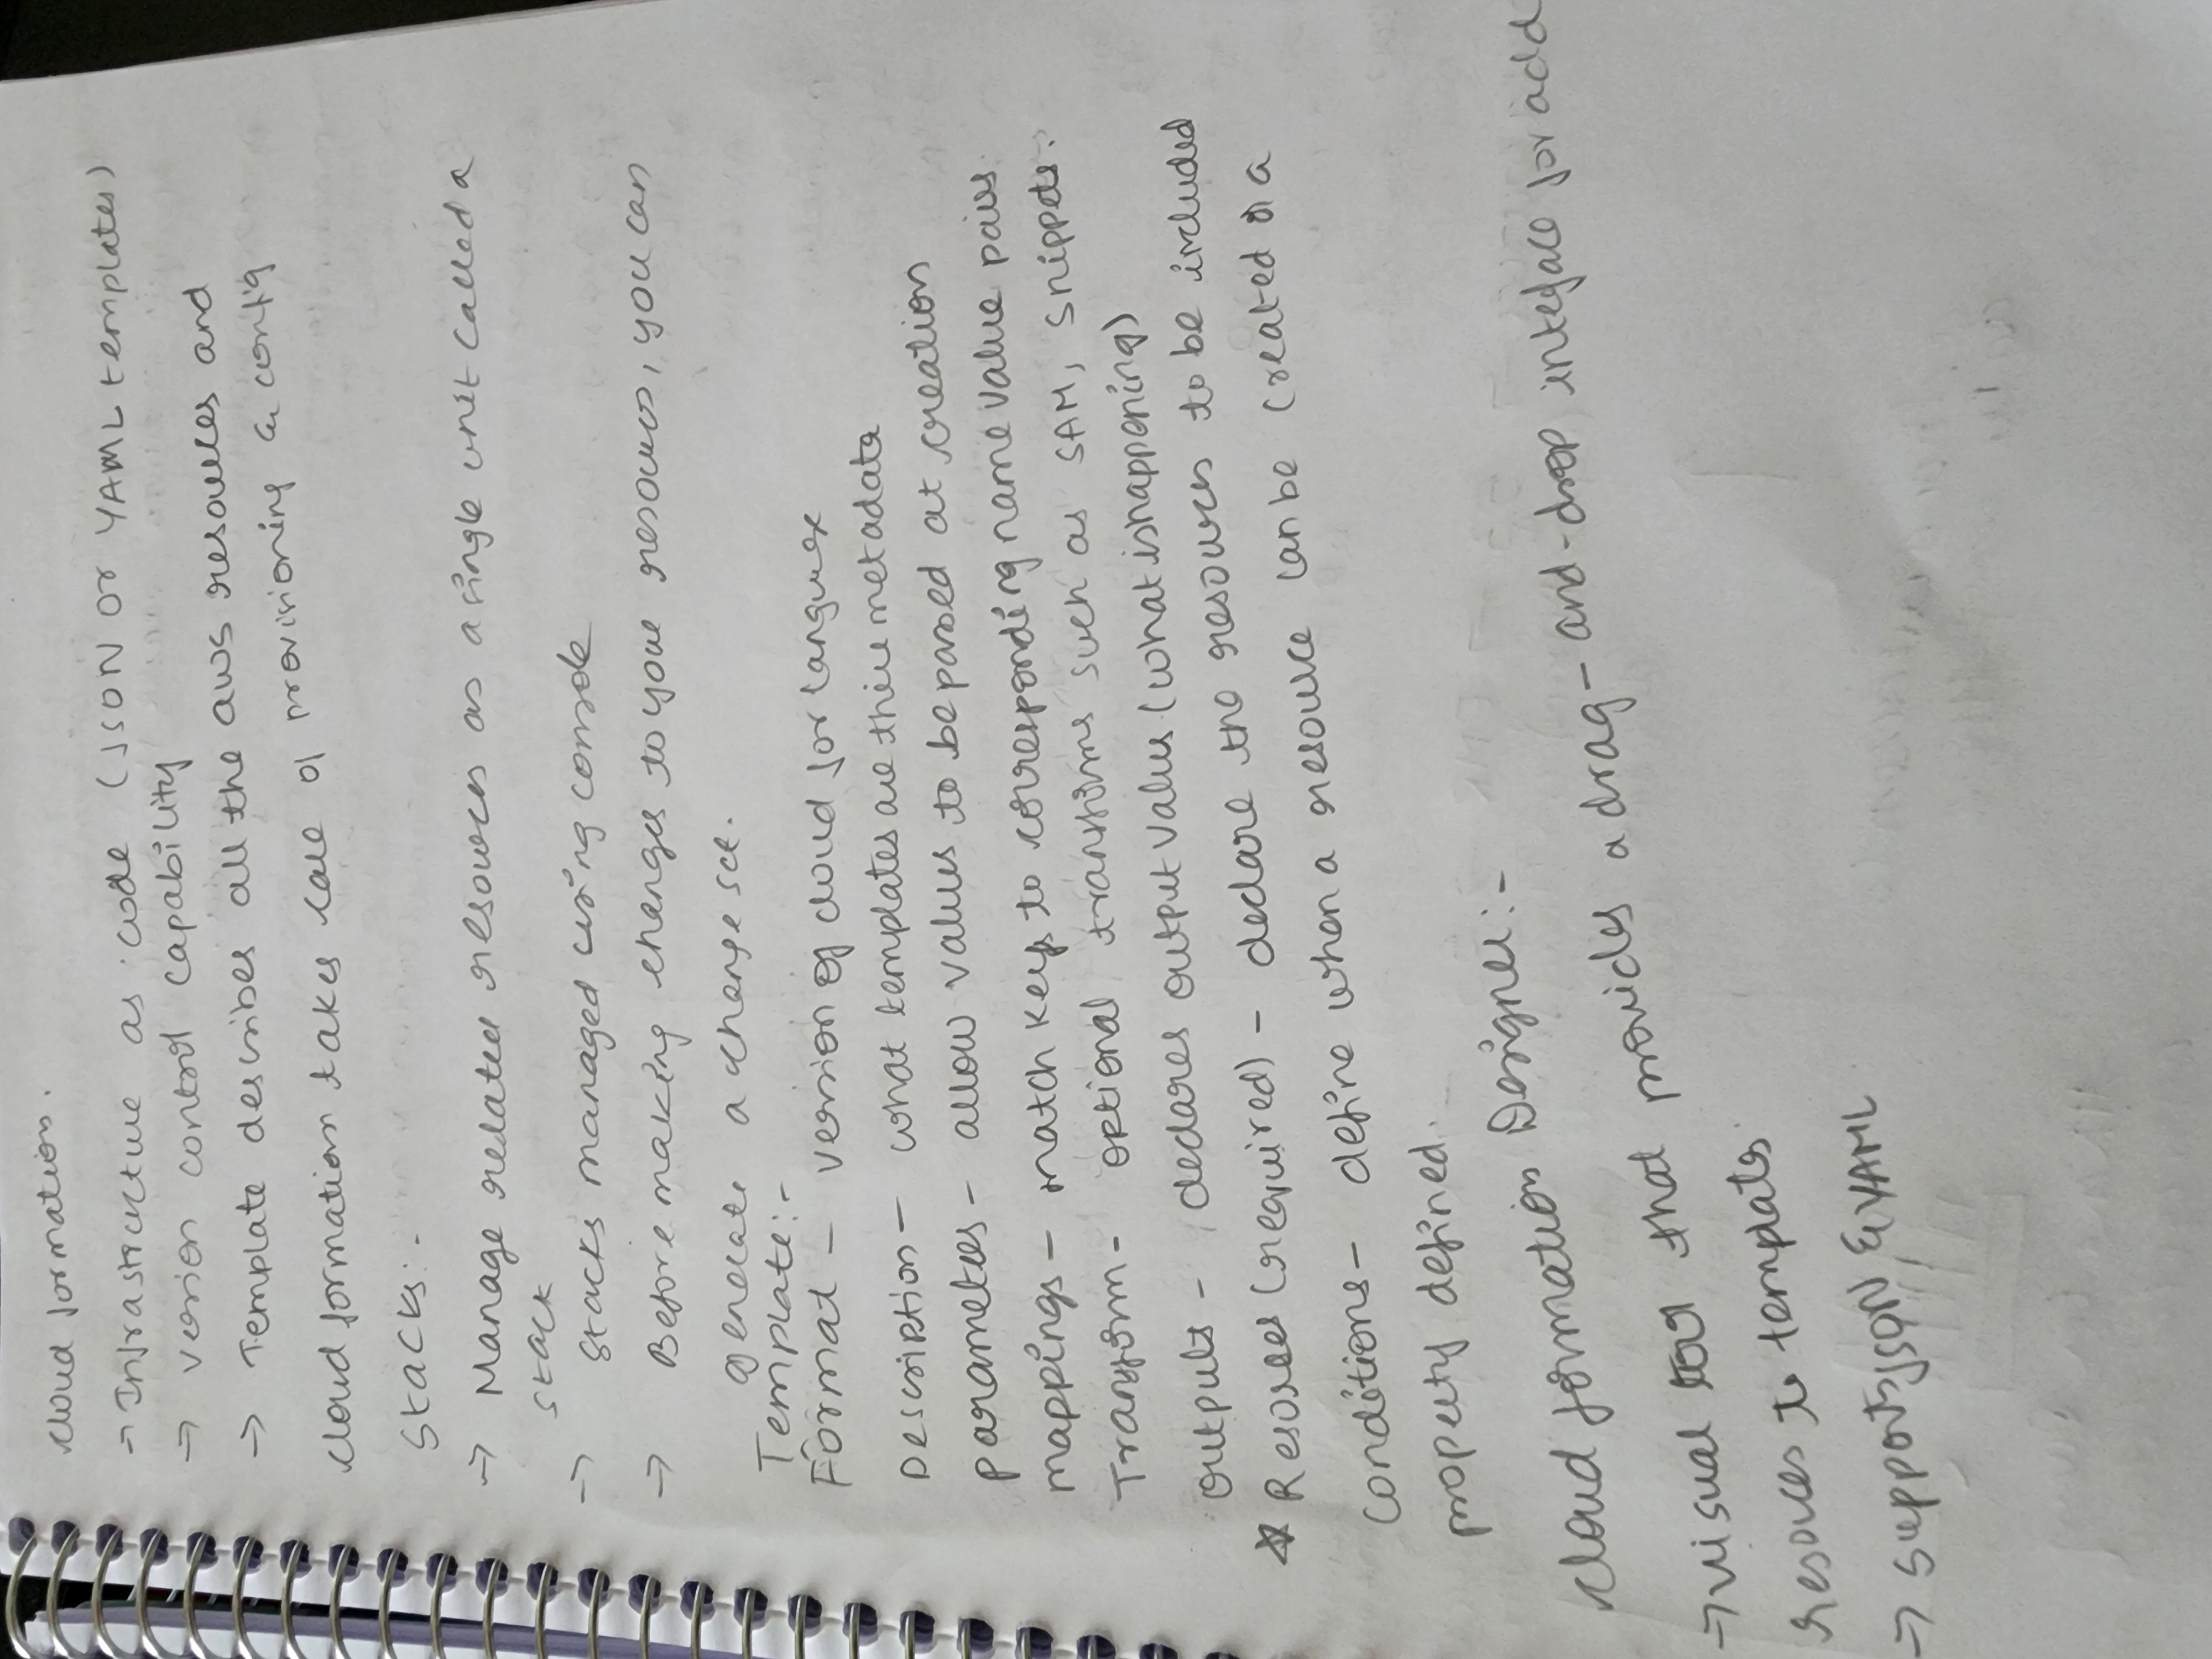 cloud formation.
→ Infrastructure as code (JSON or YAML templates)
→ version control capability
→ Template describes all the aws resources and
cloud formation takes care of provisioning & config
Stacks:-
→ Manage related resources as a single unit called a
stack
→ stacks managed using console
→ Before making changes to your resources, you can
generate a change set.
Template:-
Format - version of cloud for language
Description - what templates are there metadata
parameters - allow values to be passed at creation
mappings - match keys to corresponding name value pairs.
Transform - optional transforms such as SAM, snippets.
outputs - declares output values (what is happening)
☆ Resorces (required) - declare the resources to be included
conditions - define when a resource can be created or a
property defined.
cloud formation Designer:-
→ visual tool that provides a drag-and-drop interface for add
resorces to templates.
→ supports JSON & YAML